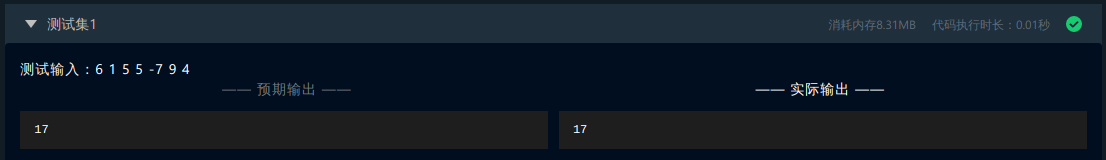 测试集1 消耗内存8.31MB 代码执行时长：0.01秒
测试输入：6 1 5 5 -7 9 4
—— 预期输出 —— —— 实际输出 ——
17 17